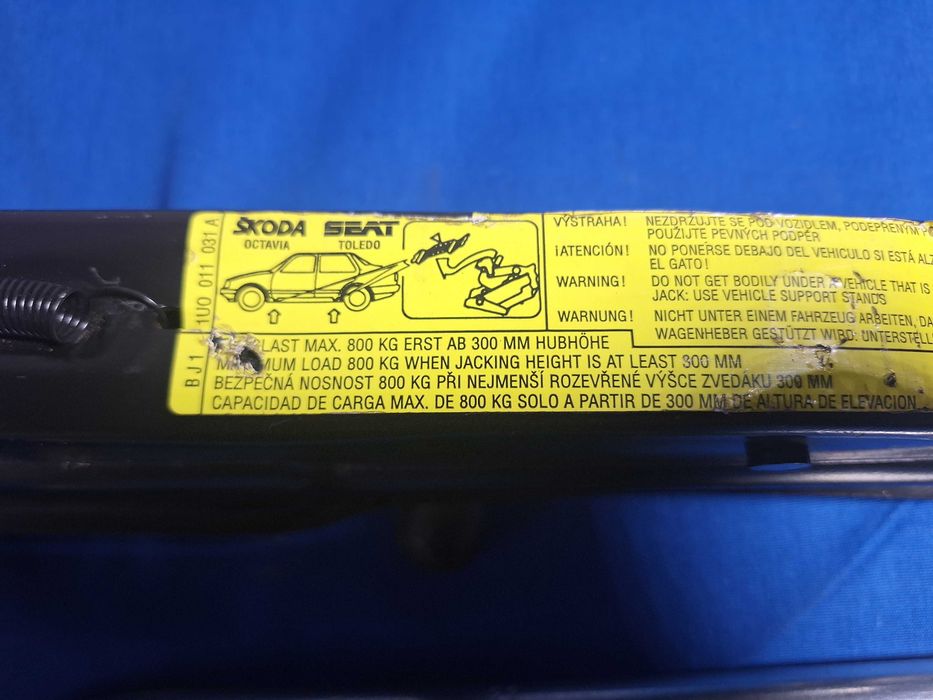 1U0 011 031 A
BJ1
ŠKODA SEAT
OCTAVIA TOLEDO
VÝSTRAHA! NEZDRŽUJTE SE POD VOZIDLEM, PODEPŘENÝM
POUŽIJTE PEVNÝCH PODPĚR
¡ATENCIÓN! NO PONERSE DEBAJO DEL VEHICULO SI ESTÁ
EL GATO!
WARNING! DO NOT GET BODILY UNDER A VEHICLE THAT IS
JACK: USE VEHICLE SUPPORT STANDS
WARNUNG! NICHT UNTER EINEM FAHRZEUG ARBEITEN,
WAGENHEBER GESTÜTZT WIRD:
MAX. 800 KG ERST AB 300 MM HUBHÖHE
LOAD 800 KG WHEN JACKING HEIGHT IS AT LEAST 300 MM
BEZPEČNÁ NOSNOST 800 KG PŘI NEJMENŠÍ ROZEVŘENÉ VÝŠCE ZVEDÁKU 300 MM
CAPACIDAD DE CARGA MAX. DE 800 KG SOLO A PARTIR DE 300 MM DE ALTURA DE ELEVACION